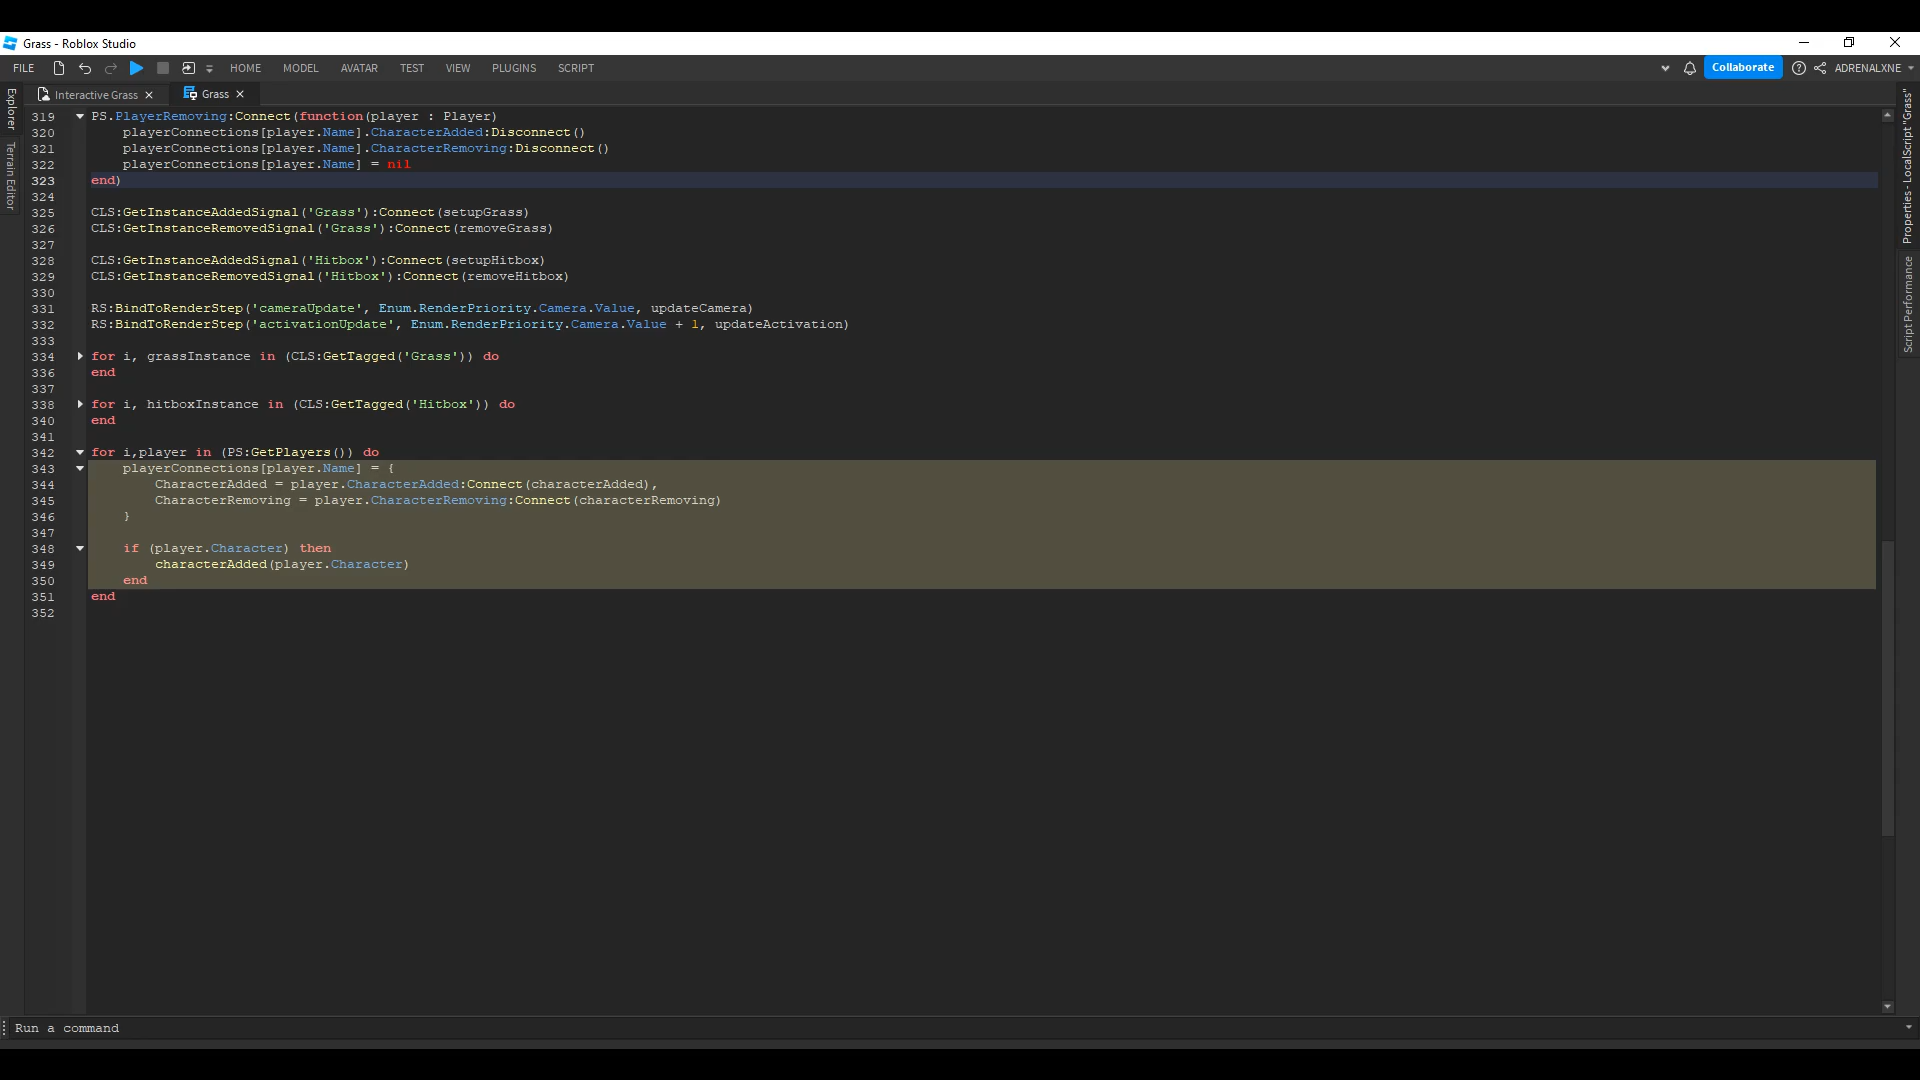 Grass - Roblox Studio
FILE HOME MODEL AVATAR TEST VIEW PLUGINS SCRIPT Collaborate ADRENALXNE
Explorer
Terrain Editor
Interactive Grass
Grass
319 PS.PlayerRemoving:Connect(function(player : Player)
320 playerConnections[player.Name].CharacterAdded:Disconnect()
321 playerConnections[player.Name].CharacterRemoving:Disconnect()
322 playerConnections[player.Name] = nil
323 end)
324
325 CLS:GetInstanceAddedSignal('Grass'):Connect(setupGrass)
326 CLS:GetInstanceRemovedSignal('Grass'):Connect(removeGrass)
327
328 CLS:GetInstanceAddedSignal('Hitbox'):Connect(setupHitbox)
329 CLS:GetInstanceRemovedSignal('Hitbox'):Connect(removeHitbox)
330
331 RS:BindToRenderStep('cameraUpdate', Enum.RenderPriority.Camera.Value, updateCamera)
332 RS:BindToRenderStep('activationUpdate', Enum.RenderPriority.Camera.Value + 1, updateActivation)
333
334 for i, grassInstance in (CLS:GetTagged('Grass')) do
336 end
337
338 for i, hitboxInstance in (CLS:GetTagged('Hitbox')) do
340 end
341
342 for i,player in (PS:GetPlayers()) do
343 playerConnections[player.Name] = {
344 CharacterAdded = player.CharacterAdded:Connect(characterAdded),
345 CharacterRemoving = player.CharacterRemoving:Connect(characterRemoving)
346 }
347
348 if (player.Character) then
349 characterAdded(player.Character)
350 end
351 end
352
Properties - LocalScript "Grass"
Script Performance
Run a command